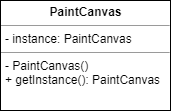 PaintCanvas
- instance: PaintCanvas
- PaintCanvas()
+ getInstance(): PaintCanvas